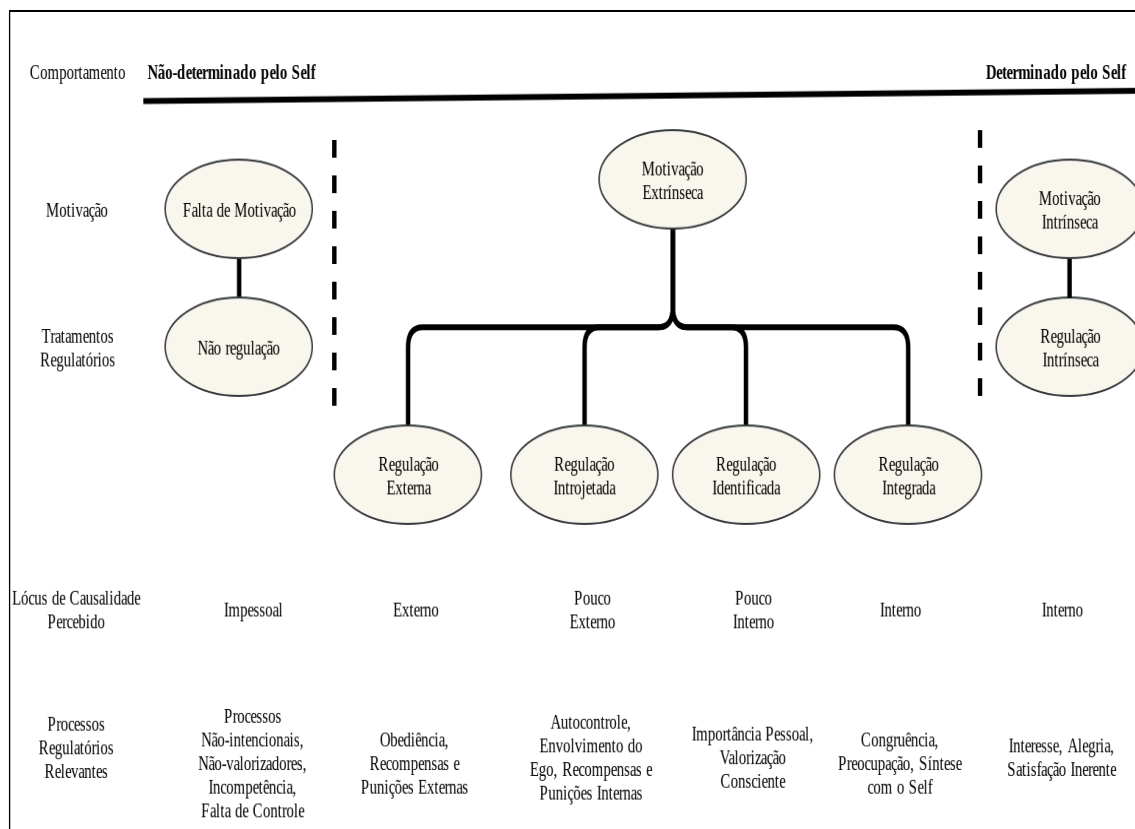 Comportamento
Não-determinado pelo Self
Determinado pelo Self
Motivação
Falta de Motivação
Motivação
Extrínseca
Motivação
Intrínseca
Tratamentos
Regulatórios
Não regulação
Regulação
Intrínseca
Regulação
Externa
Regulação
Introjetada
Regulação
Identificada
Regulação
Integrada
Lócus de Causalidade
Percebido
Impessoal
Externo
Pouco
Externo
Pouco
Interno
Interno
Interno
Processos
Regulatórios
Relevantes
Processos
Não-intencionais,
Não-valorizadores,
Incompetência,
Falta de Controle
Obediência,
Recompensas e
Punições Externas
Autocontrole,
Envolvimento do
Ego, Recompensas e
Punições Internas
Importância Pessoal,
Valorização
Consciente
Congruência,
Preocupação, Síntese
com o Self
Interesse, Alegria,
Satisfação Inerente